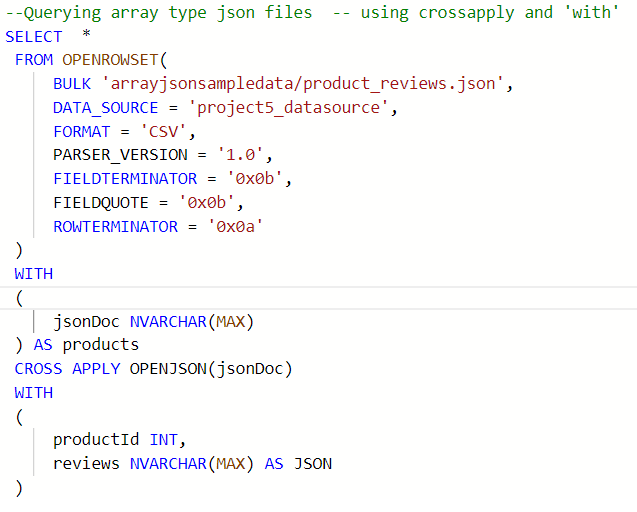 --Querying array type json files  -- using crossapply and 'with'
SELECT  *
 FROM OPENROWSET(
     BULK 'arrayjsonsampledata/product_reviews.json',
     DATA_SOURCE = 'project5_datasource',
     FORMAT = 'CSV',
     PARSER_VERSION = '1.0',
     FIELDTERMINATOR = '0x0b',
     FIELDQUOTE = '0x0b',
     ROWTERMINATOR = '0x0a'
 )
 WITH
 (
     jsonDoc NVARCHAR(MAX)
 ) AS products
 CROSS APPLY OPENJSON(jsonDoc)
 WITH
 (
     productId INT,
     reviews NVARCHAR(MAX) AS JSON
 )